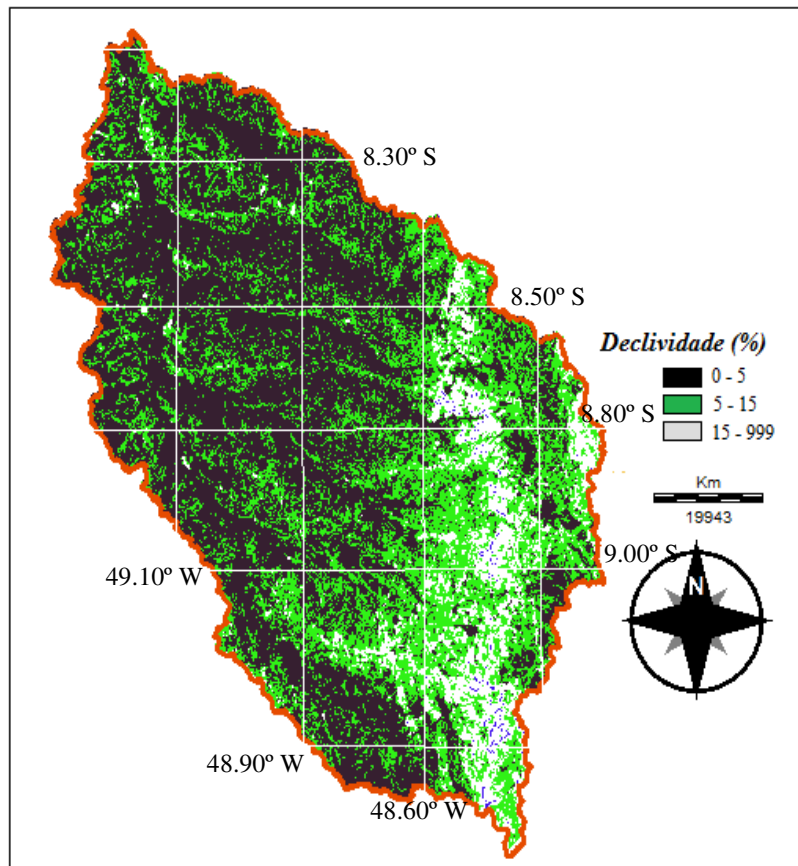 8.30º S
8.50º S
Declividade (%)
0 - 5
5 - 15
8.80º S
15 - 999
Km
19943
9.00º S
49.10º W
N
48.90º W
48.60º W